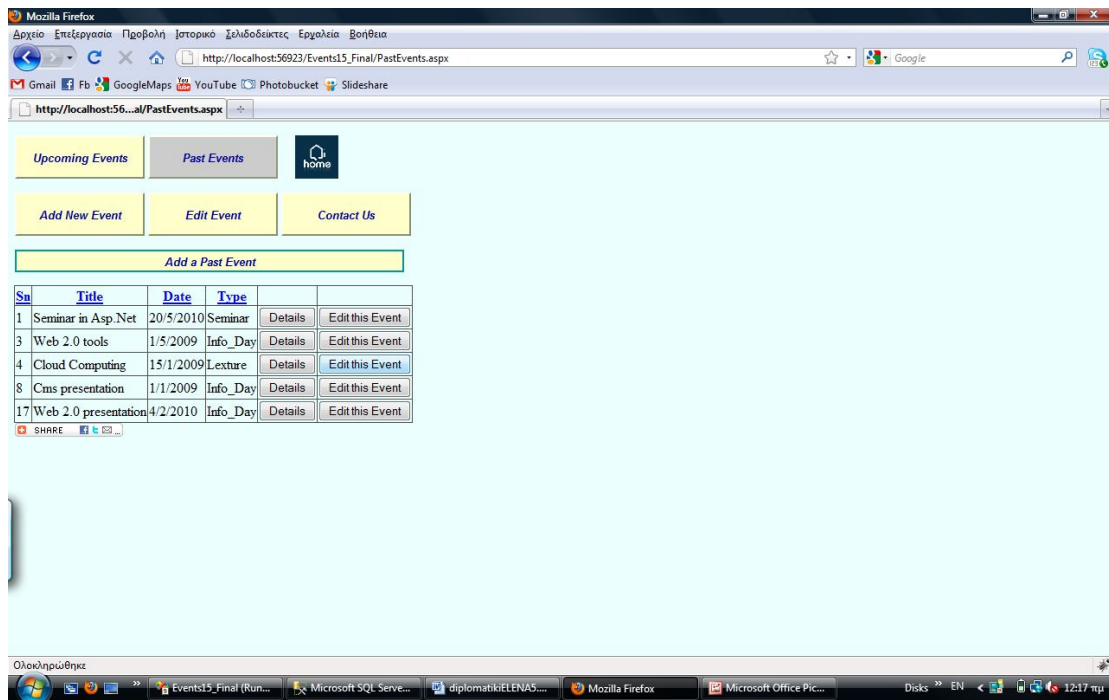 Mozilla Firefox
Αρχείο Επεξεργασία Προβολή Ιστορικό Σελιδοδείκτες Εργαλεία Βοήθεια
http://localhost:56923/Events15_Final/PastEvents.aspx
Google
Gmail Fb GoogleMaps YouTube Photobucket Slideshare
http://localhost:56...al/PastEvents.aspx
Upcoming Events Past Events home
Add New Event Edit Event Contact Us
Add a Past Event
Sn Title Date Type
1 Seminar in Asp.Net 20/5/2010 Seminar Details Edit this Event
3 Web 2.0 tools 1/5/2009 Info_Day Details Edit this Event
4 Cloud Computing 15/1/2009 Lexture Details Edit this Event
8 Cms presentation 1/1/2009 Info_Day Details Edit this Event
17 Web 2.0 presentation 4/2/2010 Info_Day Details Edit this Event
SHARE ...
Ολοκληρώθηκε
Events15_Final (Run... Microsoft SQL Serve... diplomatikiELENA5.... Mozilla Firefox Microsoft Office Pic... Disks » EN 12:17 πμ